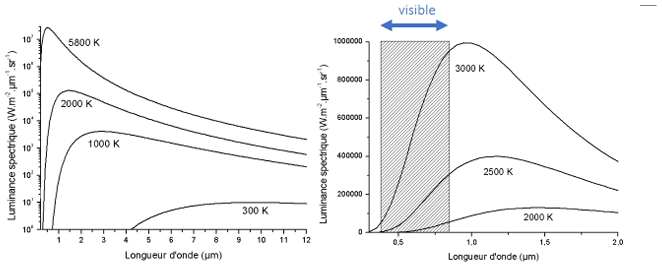 visible
10⁷
10⁶
10⁵
10⁴
10³
10²
10¹
10⁰
Luminance spectrique (W.m⁻².µm⁻¹.sr⁻¹)
5800 K
2000 K
1000 K
300 K
1 2 3 4 5 6 7 8 9 10 11 12
Longueur d'onde (µm)
1000000
800000
600000
400000
200000
0
Luminance spectrique (W.m⁻².µm⁻¹.sr⁻¹)
3000 K
2500 K
2000 K
0,5 1,0 1,5 2,0
Longueur d'onde (µm)